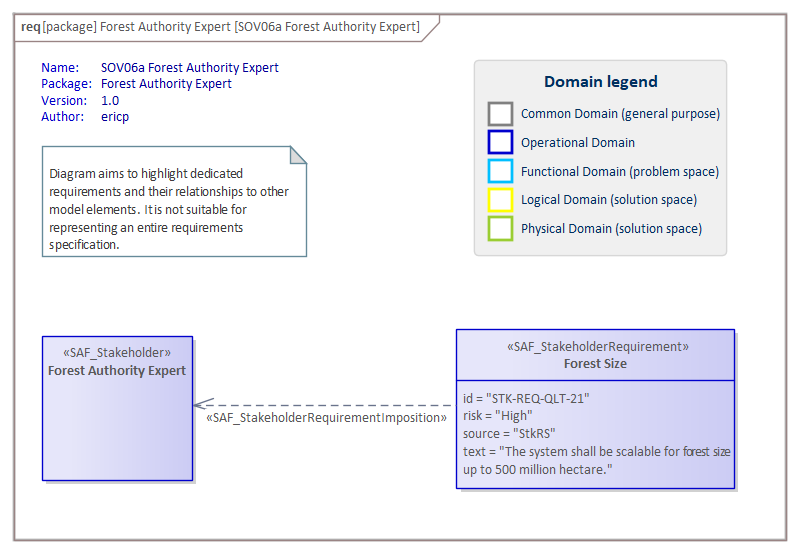 req [package] Forest Authority Expert [SOV06a Forest Authority Expert]
Name: SOV06a Forest Authority Expert
Package: Forest Authority Expert
Version: 1.0
Author: ericp
Domain legend
Common Domain (general purpose)
Operational Domain
Functional Domain (problem space)
Logical Domain (solution space)
Physical Domain (solution space)
Diagram aims to highlight dedicated
requirements and their relationships to other
model elements. It is not suitable for
representing an entire requirements
specification.
«SAF_Stakeholder»
Forest Authority Expert
«SAF_StakeholderRequirementImposition»
«SAF_StakeholderRequirement»
Forest Size
id = "STK-REQ-QLT-21"
risk = "High"
source = "StkRS"
text = "The system shall be scalable for forest size
up to 500 million hectare."